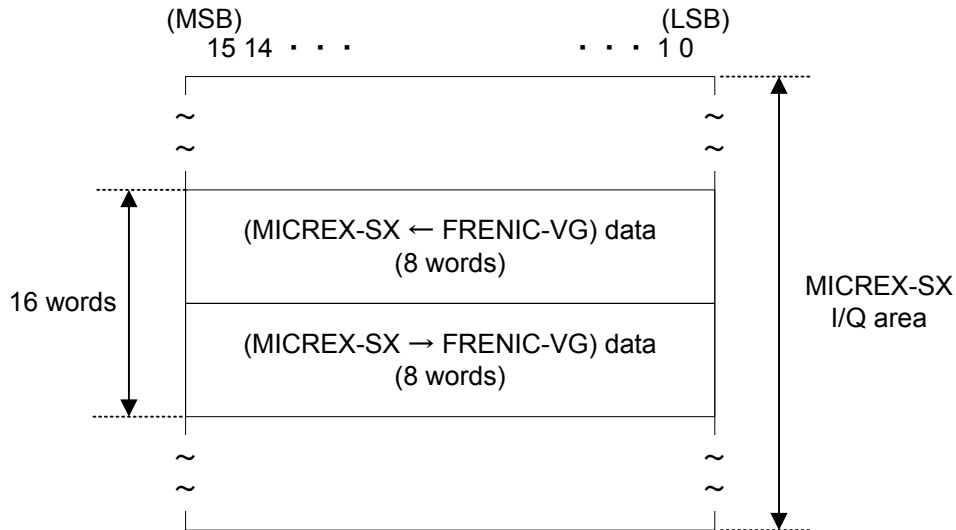 (MSB) (LSB)
15 14 ・ ・ ・ ・ ・ ・ 1 0
(MICREX-SX ← FRENIC-VG) data
(8 words)
16 words
MICREX-SX
I/Q area
(MICREX-SX → FRENIC-VG) data
(8 words)